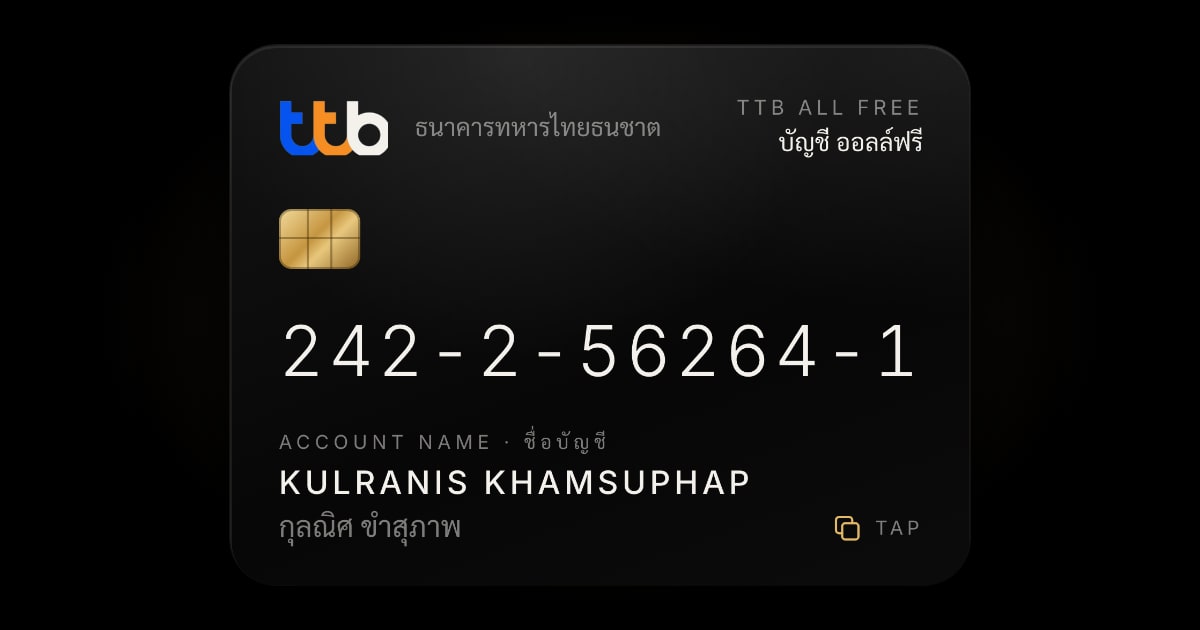 ttb ธนาคารทหารไทยธนชาต
TTB ALL FREE
บัญชี ออลล์ฟรี
242-2-56264-1
ACCOUNT NAME · ชื่อบัญชี
KULRANIS KHAMSUPHAP
กุลณิศ ขำสุภาพ
TAP